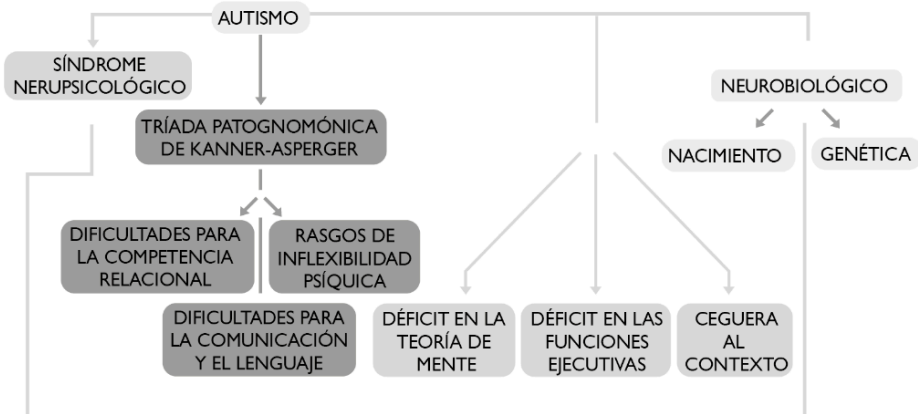 AUTISMO
SÍNDROME
NERUPSICOLÓGICO
NEUROBIOLÓGICO
TRÍADA PATOGNOMÓNICA
DE KANNER-ASPERGER
NACIMIENTO
GENÉTICA
DIFICULTADES PARA
LA COMPETENCIA
RELACIONAL
RASGOS DE
INFLEXIBILIDAD
PSÍQUICA
DIFICULTADES PARA
LA COMUNICACIÓN
Y EL LENGUAJE
DÉFICIT EN LA
TEORÍA DE
MENTE
DÉFICIT EN LAS
FUNCIONES
EJECUTIVAS
CEGUERA
AL
CONTEXTO